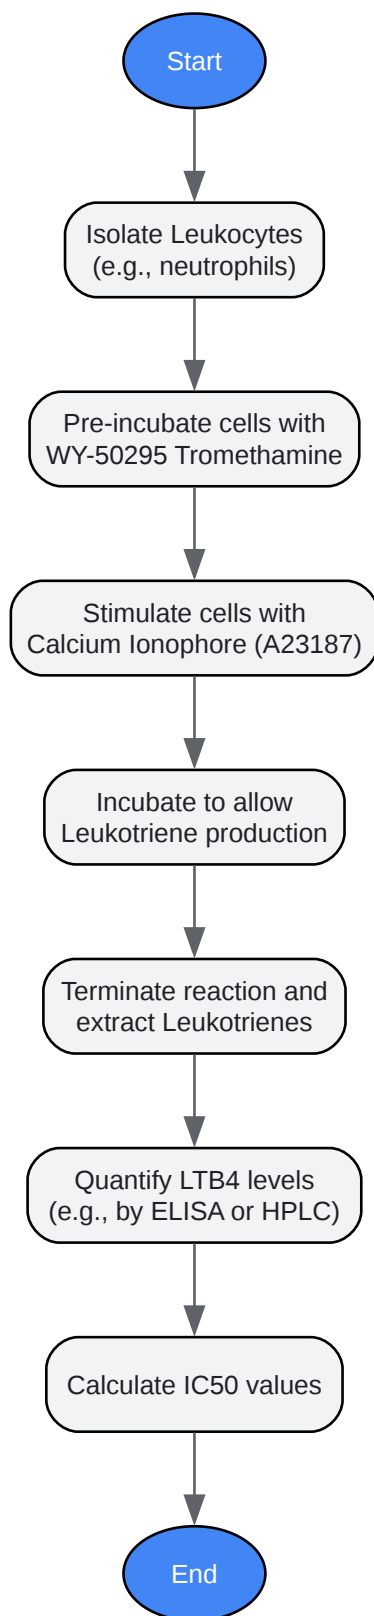 Start
Isolate Leukocytes
(e.g., neutrophils)
Pre-incubate cells with
WY-50295 Tromethamine
Stimulate cells with
Calcium Ionophore (A23187)
Incubate to allow
Leukotriene production
Terminate reaction and
extract Leukotrienes
Quantify LTB4 levels
(e.g., by ELISA or HPLC)
Calculate IC50 values
End